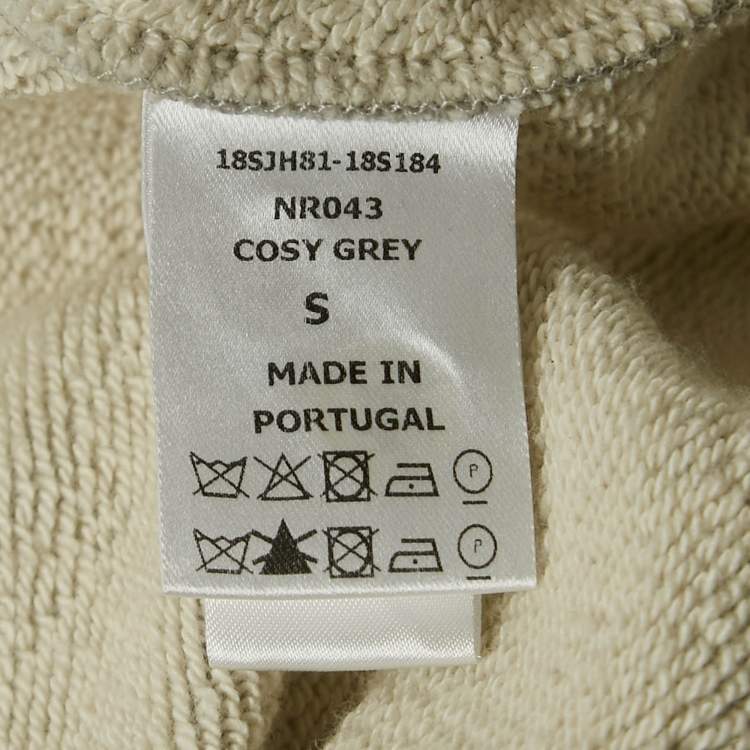 18SJH81-18S184
NR043
COSY GREY
S
MADE IN
PORTUGAL
P
P